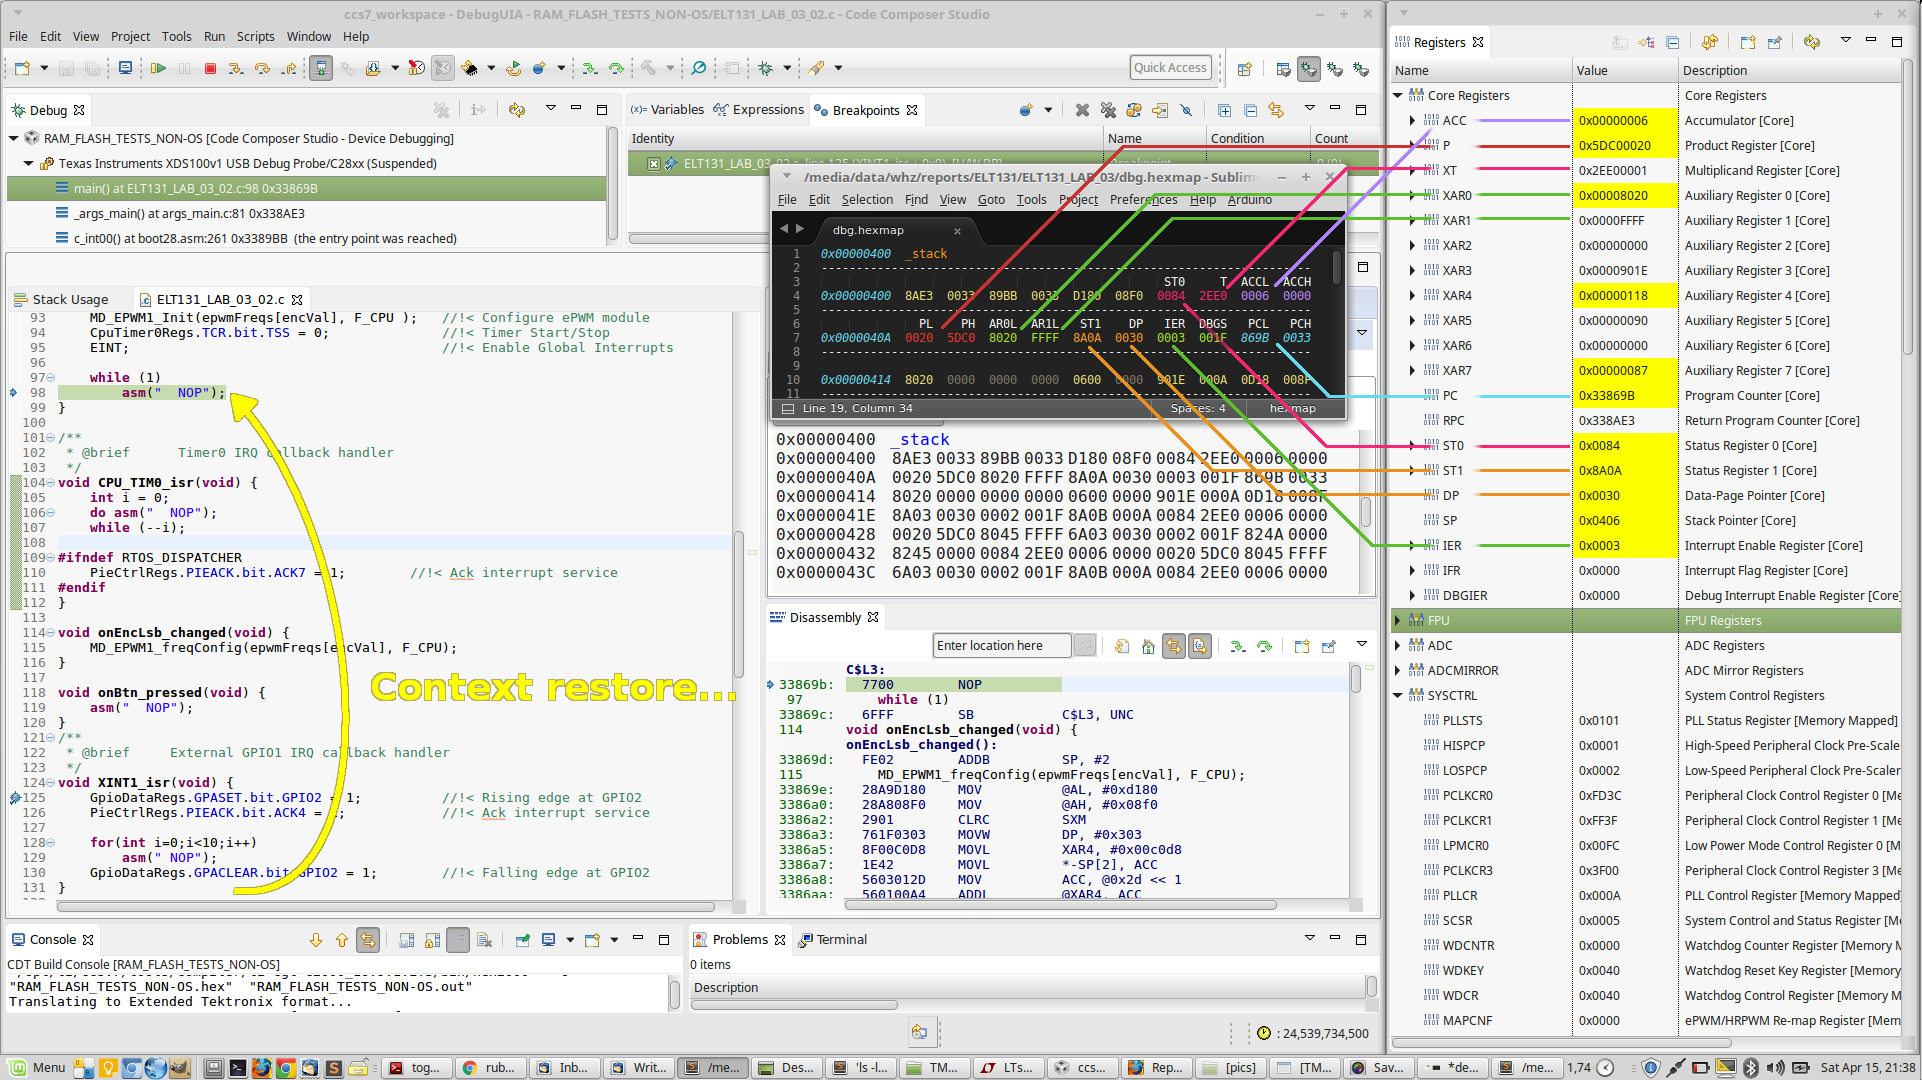 ccs7_workspace - DebugUIA - RAM_FLASH_TESTS_NON-OS/ELT131_LAB_03_02.c - Code Composer Studio
File Edit View Project Tools Run Scripts Window Help
Quick Access
Debug
RAM_FLASH_TESTS_NON-OS [Code Composer Studio - Device Debugging]
Texas Instruments XDS100v1 USB Debug Probe/C28xx (Suspended)
main() at ELT131_LAB_03_02.c:98 0x33869B
_args_main() at args_main.c:81 0x338AE3
c_int00() at boot28.asm:261 0x3389BB (the entry point was reached)
(x)= Variables Expressions Breakpoints
Identity Name Condition Count
/media/data/whz/reports/ELT131/ELT131_LAB_03/dbg.hexmap - Sublime
File Edit Selection Find View Goto Tools Project Preferences Help Arduino
dbg.hexmap
1 0x00000400 _stack
2 ----------
3 ST0 T ACCL ACCH
4 0x00000400 8AE3 0033 89BB 0033 D180 08F0 0084 2EE0 0006 0000
5 ----------
6 PL PH AR0L AR1L ST1 DP IER DBGS PCL PCH
7 0x0000040A 0020 5DC0 8020 FFFF 8A0A 0030 0003 001F 869B 0033
8 ----------
9
10 0x00000414 8020 0000 0000 0000 0600 0000 901E 000A 0D18 008F
11 ----------
Line 19, Column 34 Spaces: 4 hexmap
Stack Usage ELT131_LAB_03_02.c
93 MD_EPWM1_Init(epwmFreqs[encVal], F_CPU ); //!< Configure ePWM module
94 CpuTimer0Regs.TCR.bit.TSS = 0; //!< Timer Start/Stop
95 EINT; //!< Enable Global Interrupts
96
97 while (1)
98 asm("  NOP");
99 }
100
101 /**
102 * @brief Timer0 IRQ callback handler
103 */
104 void CPU_TIM0_isr(void) {
105 int i = 0;
106 do asm("  NOP");
107 while (--i);
108
109 #ifndef RTOS_DISPATCHER
110 PieCtrlRegs.PIEACK.bit.ACK7 = 1; //!< Ack interrupt service
111 #endif
112 }
113
114 void onEncLsb_changed(void) {
115 MD_EPWM1_freqConfig(epwmFreqs[encVal], F_CPU);
116 }
117
118 void onBtn_pressed(void) {
119 asm("  NOP");
120 }
121 /**
122 * @brief External GPIO1 IRQ callback handler
123 */
124 void XINT1_isr(void) {
125 GpioDataRegs.GPASET.bit.GPIO2 = 1; //!< Rising edge at GPIO2
126 PieCtrlRegs.PIEACK.bit.ACK4 = ; //!< Ack interrupt service
127
128 for(int i=0;i<10;i++)
129 asm(" NOP");
130 GpioDataRegs.GPACLEAR.bit.GPIO2 = 1; //!< Falling edge at GPIO2
131 }
Context restore...
0x00000400 _stack
0x00000400 8AE3 0033 89BB 0033 D180 08F0 0084 2EE0 0006 0000
0x0000040A 0020 5DC0 8020 FFFF 8A0A 0030 0003 001F 869B 0033
0x00000414 8020 0000 0000 0000 0600 0000 901E 000A 0D18 008F
0x0000041E 8A03 0030 0002 001F 8A0B 000A 0084 2EE0 0006 0000
0x00000428 0020 5DC0 8045 FFFF 6A03 0030 0002 001F 824A 0000
0x00000432 8245 0000 0084 2EE0 0006 0000 0020 5DC0 8045 FFFF
0x0000043C 6A03 0030 0002 001F 8A0B 000A 0084 2EE0 0006 0000
Disassembly
Enter location here
C$L3:
33869b: 7700 NOP
97 while (1)
33869c: 6FFF SB C$L3, UNC
114 void onEncLsb_changed(void) {
onEncLsb_changed():
33869d: FE02 ADDB SP, #2
115 MD_EPWM1_freqConfig(epwmFreqs[encVal], F_CPU);
33869e: 28A9D180 MOV @AL, #0xd180
3386a0: 28A808F0 MOV @AH, #0x08f0
3386a2: 2901 CLRC SXM
3386a3: 761F0303 MOVW DP, #0x303
3386a5: 8F00C0D8 MOVL XAR4, #0x00c0d8
3386a7: 1E42 MOVL *-SP[2], ACC
3386a8: 5603012D MOV ACC, @0x2d << 1
3386aa: 560100A4 ADDL @XAR4, ACC
Console
CDT Build Console [RAM_FLASH_TESTS_NON-OS]
"RAM_FLASH_TESTS_NON-OS.hex" "RAM_FLASH_TESTS_NON-OS.out"
Translating to Extended Tektronix format...
Problems Terminal
0 items
Description
24,539,734,500
Registers
Name Value Description
Core Registers Core Registers
ACC 0x00000006 Accumulator [Core]
P 0x5DC00020 Product Register [Core]
XT 0x2EE00001 Multiplicand Register [Core]
XAR0 0x00008020 Auxiliary Register 0 [Core]
XAR1 0x0000FFFF Auxiliary Register 1 [Core]
XAR2 0x00000000 Auxiliary Register 2 [Core]
XAR3 0x0000901E Auxiliary Register 3 [Core]
XAR4 0x00000118 Auxiliary Register 4 [Core]
XAR5 0x00000090 Auxiliary Register 5 [Core]
XAR6 0x00000000 Auxiliary Register 6 [Core]
XAR7 0x00000087 Auxiliary Register 7 [Core]
PC 0x33869B Program Counter [Core]
RPC 0x338AE3 Return Program Counter [Core]
ST0 0x0084 Status Register 0 [Core]
ST1 0x8A0A Status Register 1 [Core]
DP 0x0030 Data-Page Pointer [Core]
SP 0x0406 Stack Pointer [Core]
IER 0x0003 Interrupt Enable Register [Core]
IFR 0x0000 Interrupt Flag Register [Core]
DBGIER 0x0000 Debug Interrupt Enable Register [Core
FPU FPU Registers
ADC ADC Registers
ADCMIRROR ADC Mirror Registers
SYSCTRL System Control Registers
PLLSTS 0x0101 PLL Status Register [Memory Mapped]
HISPCP 0x0001 High-Speed Peripheral Clock Pre-Scale
LOSPCP 0x0002 Low-Speed Peripheral Clock Pre-Scaler
PCLKCR0 0xFD3C Peripheral Clock Control Register 0 [Me
PCLKCR1 0xFF3F Peripheral Clock Control Register 1 [Me
LPMCR0 0x00FC Low Power Mode Control Register 0 [
PCLKCR3 0x3F00 Peripheral Clock Control Register 3 [Me
PLLCR 0x000A PLL Control Register [Memory Mapped]
SCSR 0x0005 System Control and Status Register [Me
WDCNTR 0x0000 Watchdog Counter Register [Memory M
WDKEY 0x0040 Watchdog Reset Key Register [Memory
WDCR 0x0040 Watchdog Control Register [Memory M
MAPCNF 0x0000 ePWM/HRPWM Re-map Register [Mem
Menu tog... rub... Inb... Writ... /me... Des... 'ls -l... TM... LTs... ccs... Rep... [pics] [TM... Sav... *de... /me... 1,74 Sat Apr 15, 21:38